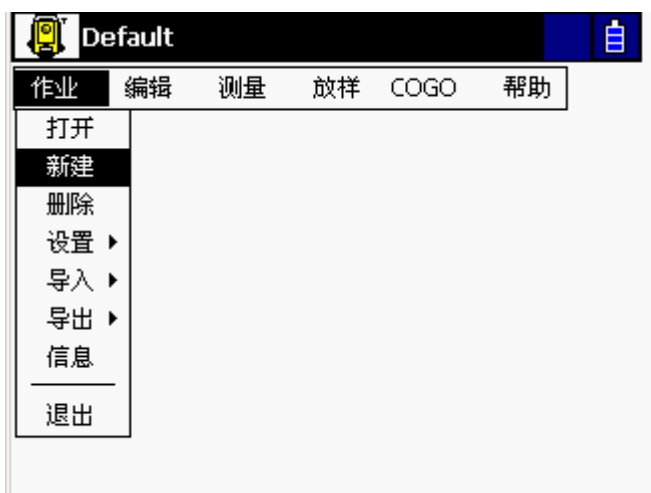 Default
作业 编辑 测量 放样 COGO 帮助
打开
新建
删除
设置
导入
导出
信息
退出